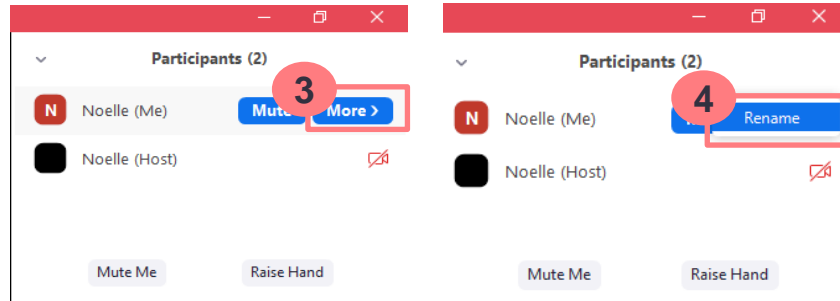 Participants (2)
3
N Noelle (Me) Mute More >
Noelle (Host)
Mute Me Raise Hand
Participants (2)
4
N Noelle (Me) Rename
Noelle (Host)
Mute Me Raise Hand